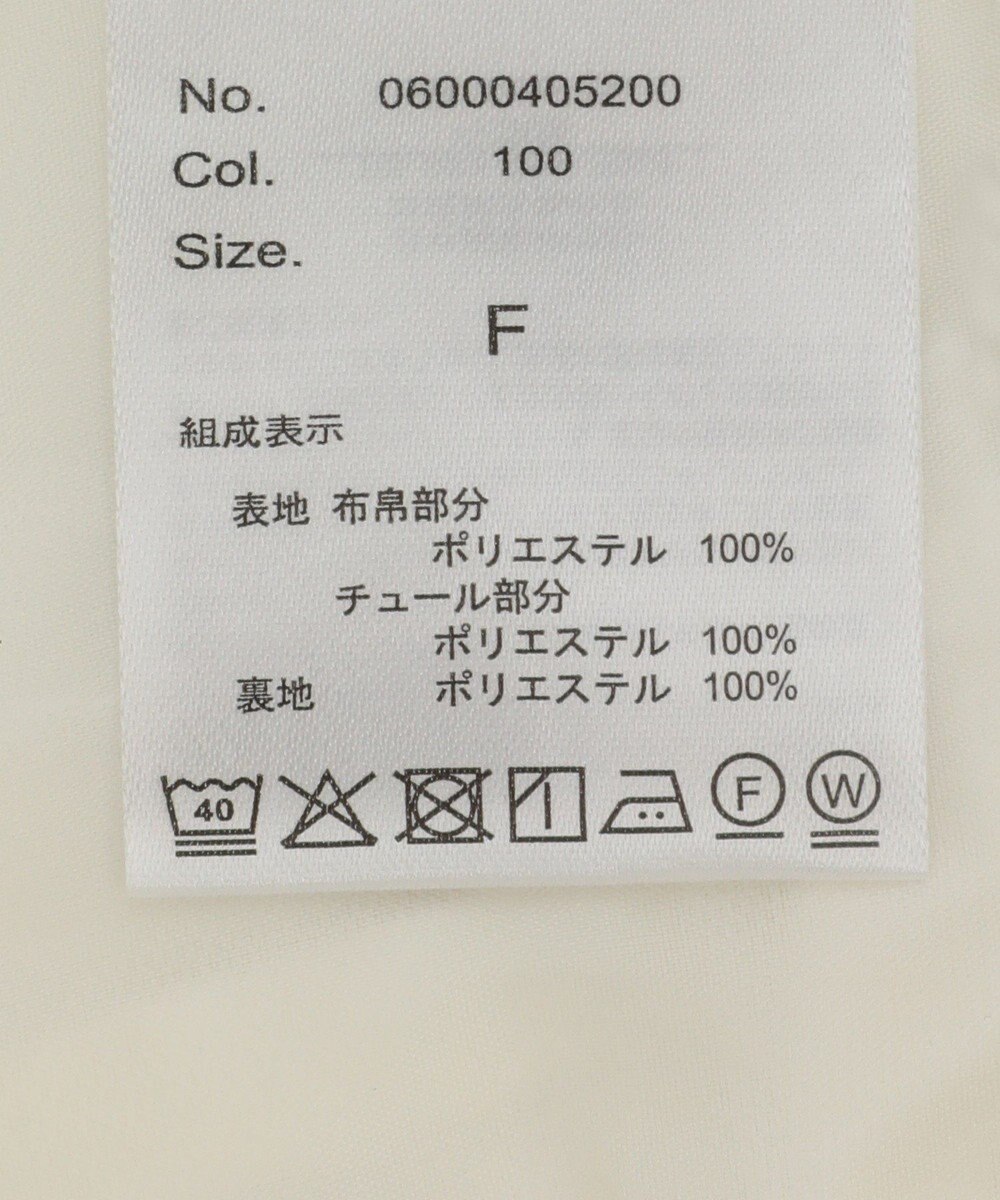 No. 06000405200
Col. 100
Size.
F
組成表示
表地 布帛部分
ポリエステル 100%
チュール部分
ポリエステル 100%
裏地 ポリエステル 100%
40 F W